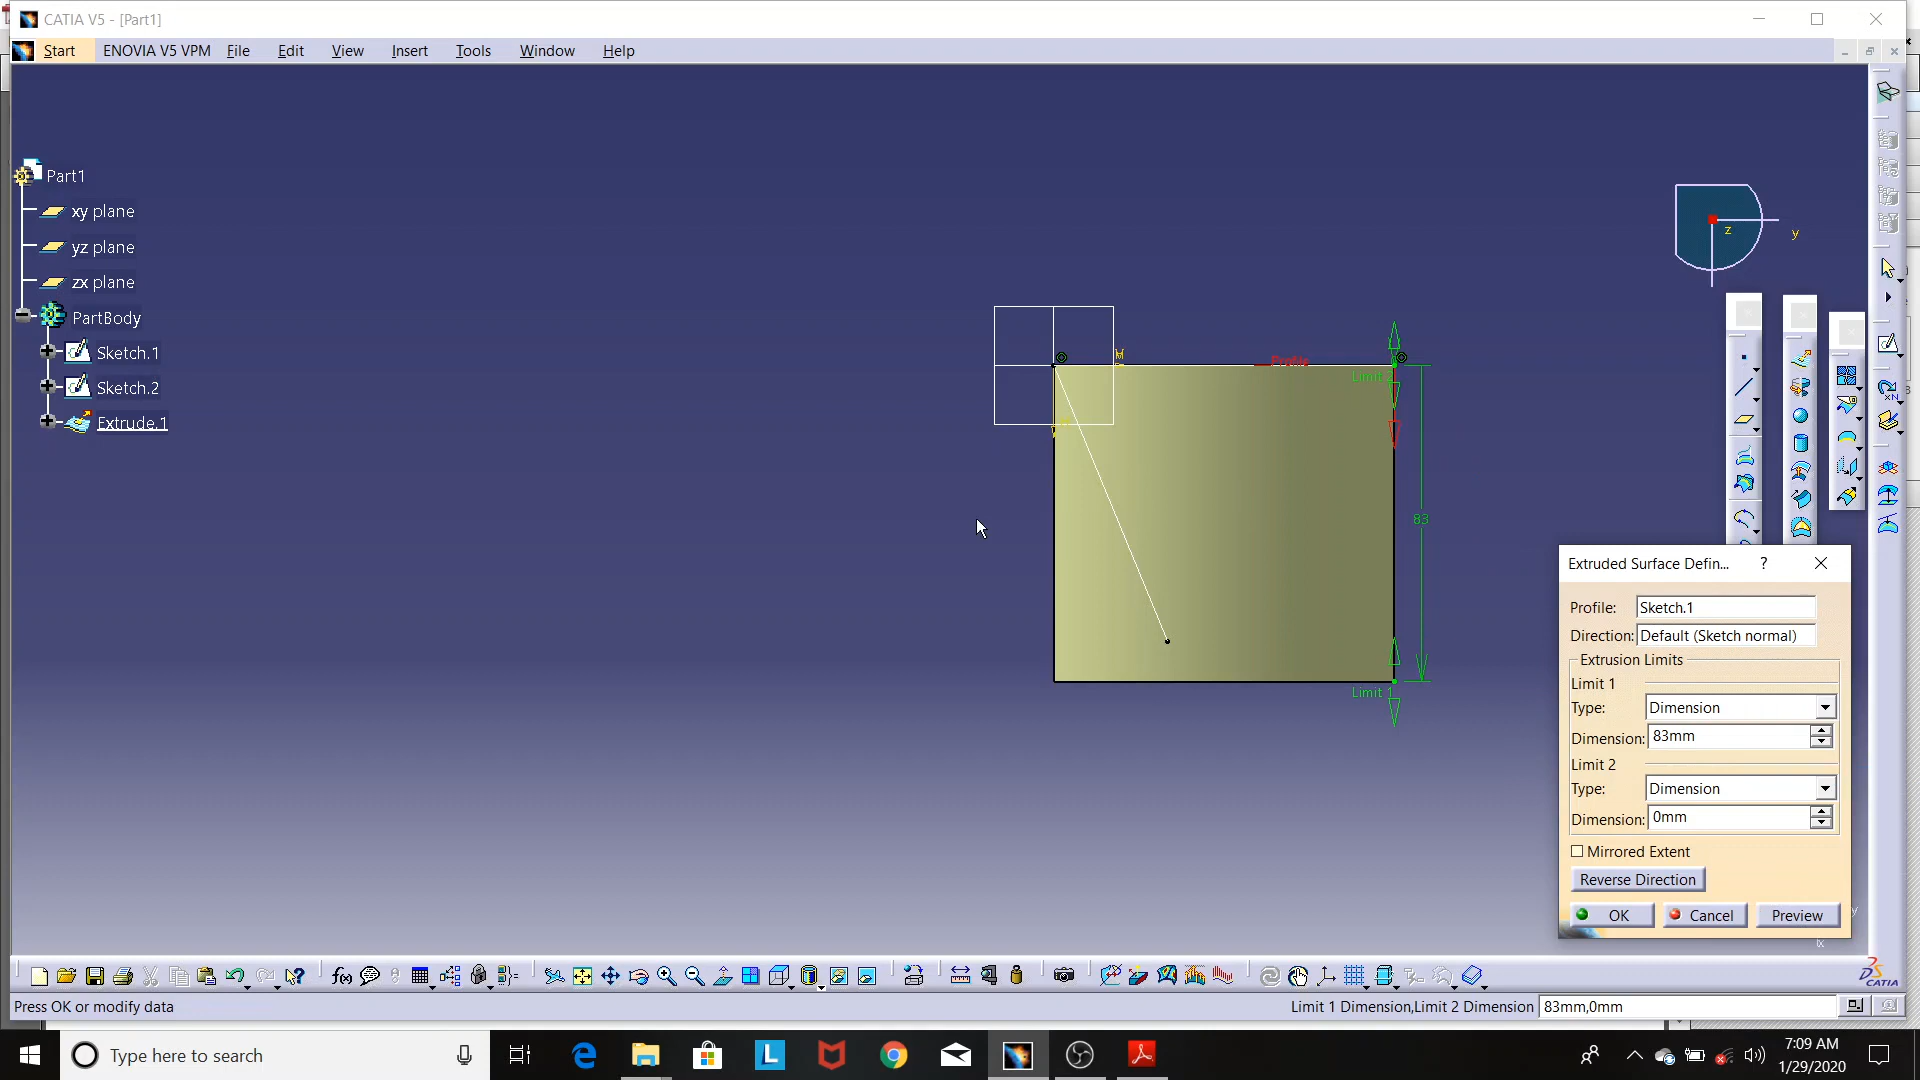 CATIA V5 - [Part1]
Start ENOVIA V5 VPM File Edit View Insert Tools Window Help
Part1
xy plane
yz plane
zx plane
PartBody
Sketch.1
Sketch.2
Extrude.1
z
y
H
Profile
Limit
83
Limit 1
Extruded Surface Defin... ?
Profile: Sketch.1
Direction: Default (Sketch normal)
Extrusion Limits
Limit 1
Type: Dimension
Dimension: 83mm
Limit 2
Type: Dimension
Dimension: 0mm
Mirrored Extent
Reverse Direction
OK Cancel Preview
y
f(x)
CATIA
Press OK or modify data
Limit 1 Dimension,Limit 2 Dimension 83mm,0mm
Type here to search
L
7:09 AM
1/29/2020